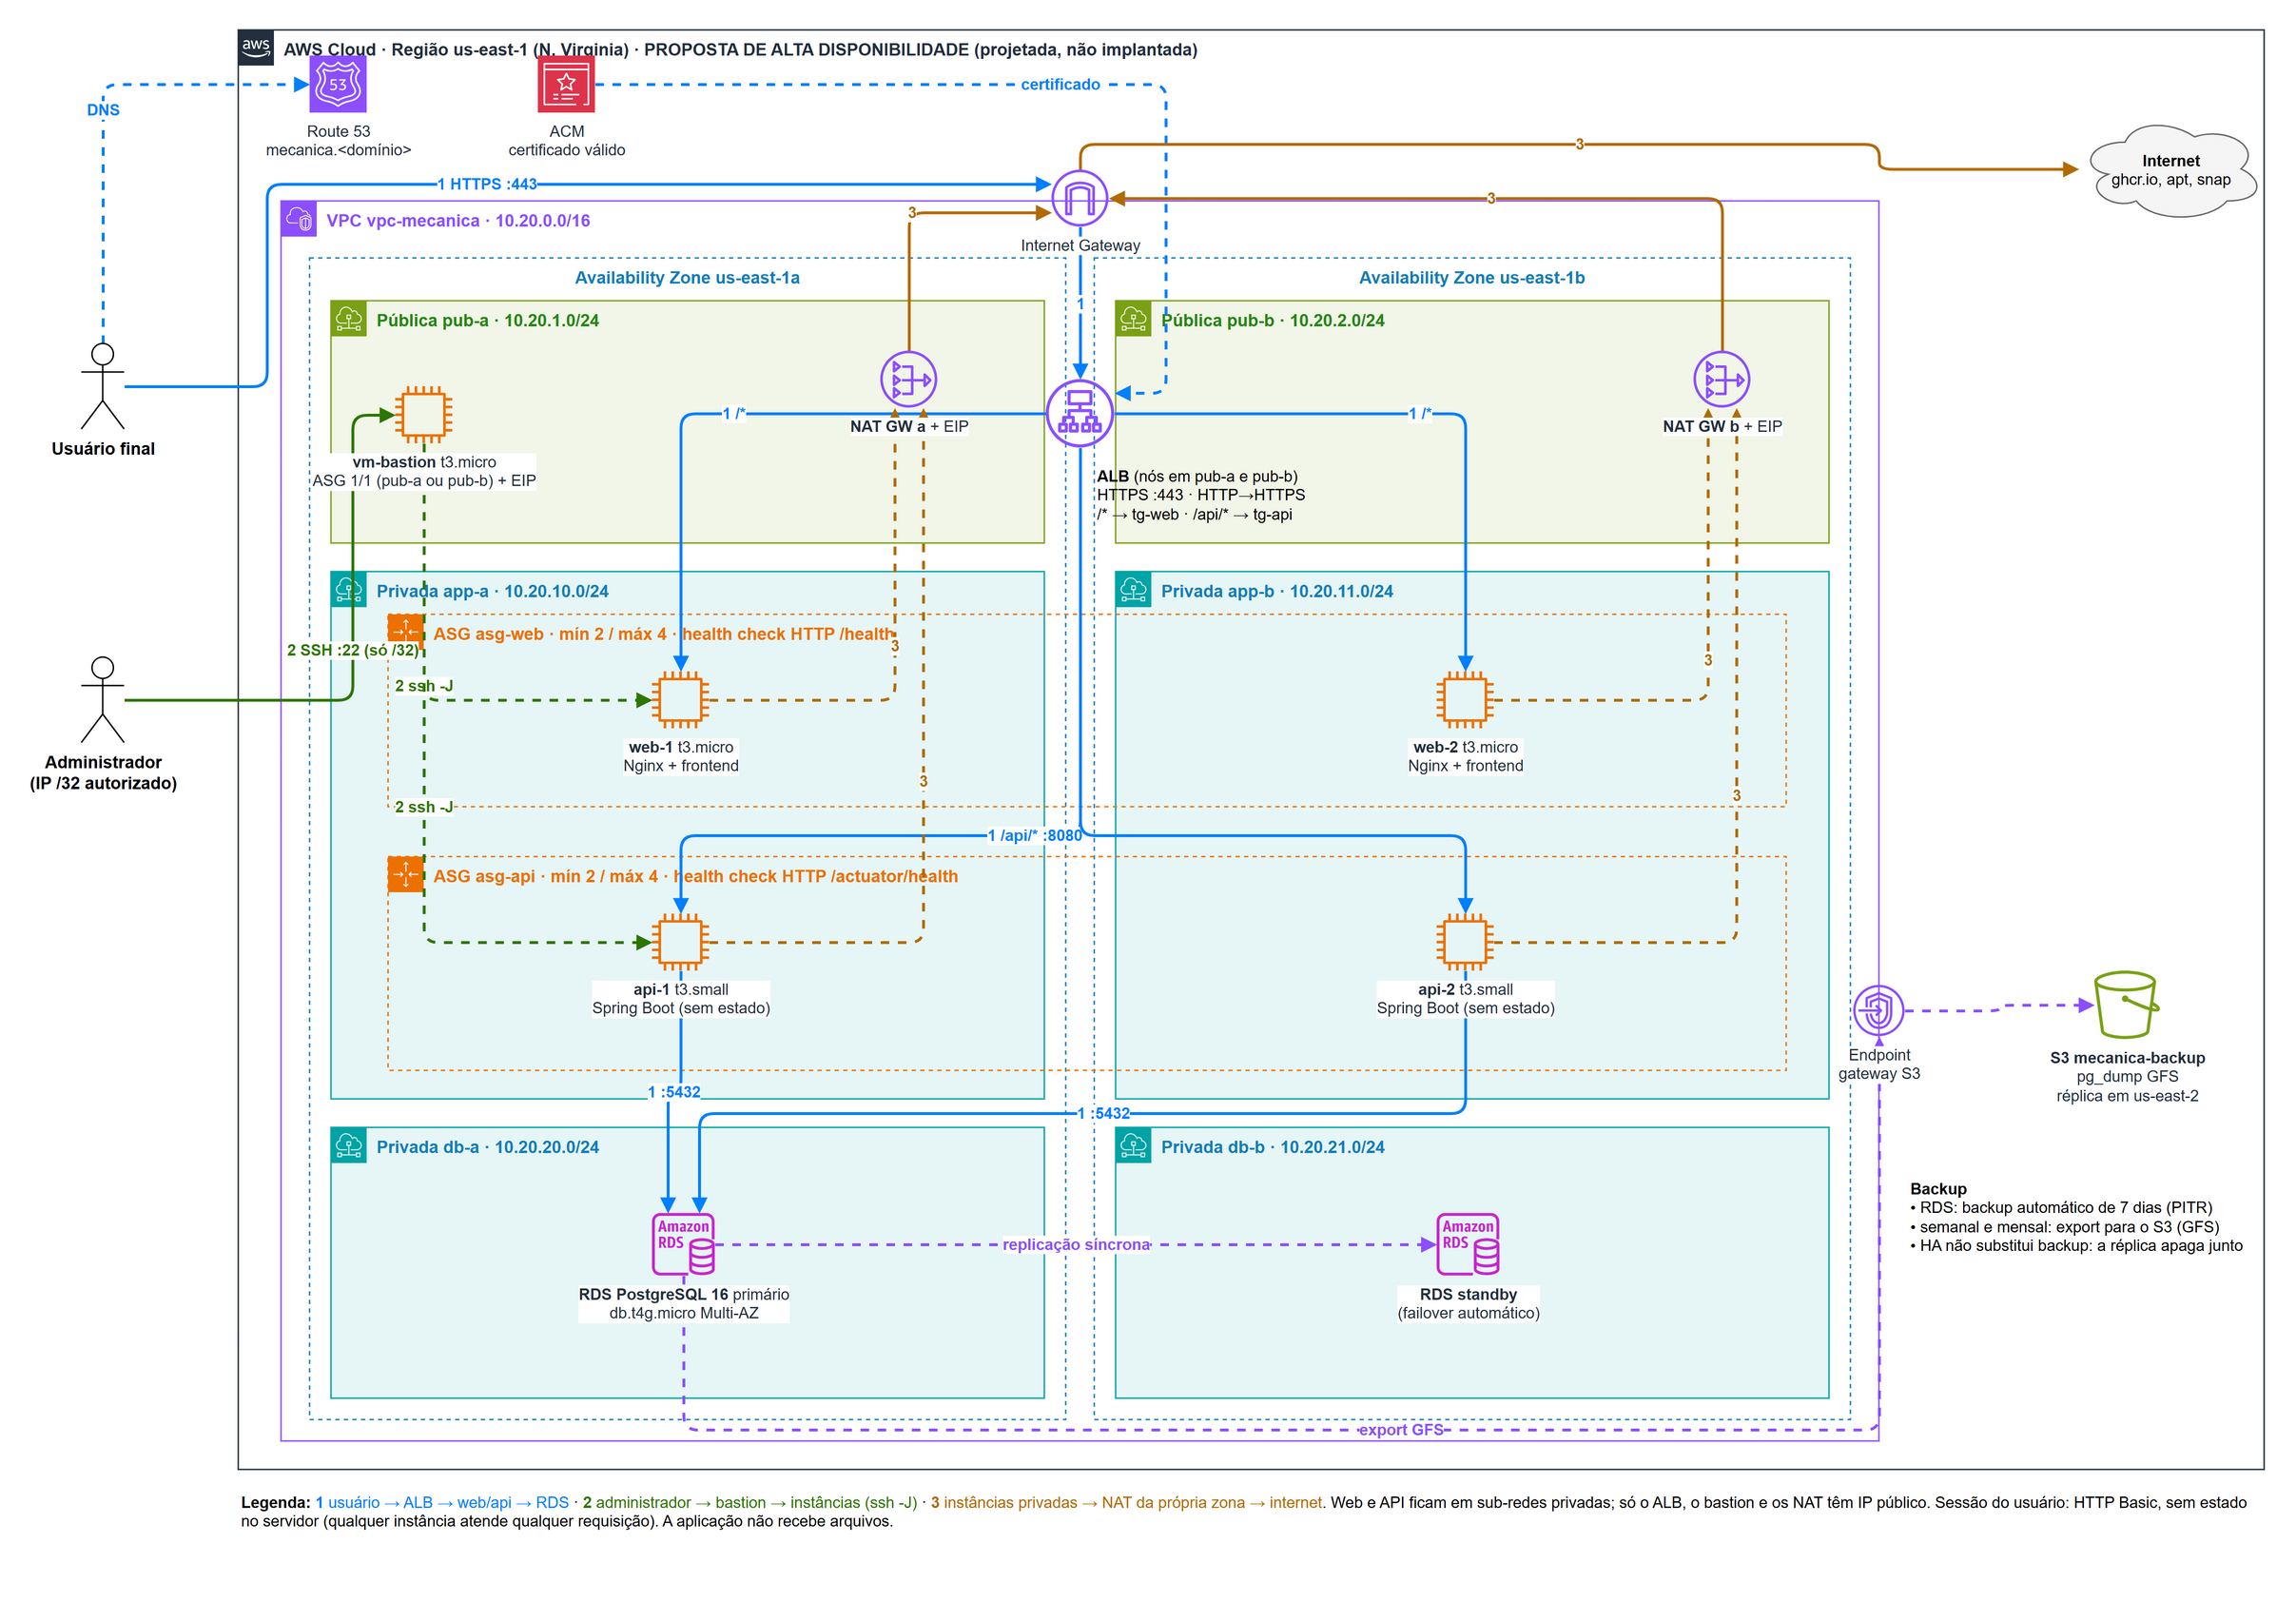 aws
AWS Cloud · Região us-east-1 (N. Virginia) · PROPOSTA DE ALTA DISPONIBILIDADE (projetada, não implantada)
DNS
53
Route 53
mecanica.<domínio>
ACM
certificado válido
certificado
3
Internet
ghcr.io, apt, snap
1 HTTPS :443
3
3
VPC vpc-mecanica · 10.20.0.0/16
Internet Gateway
Availability Zone us-east-1a
Availability Zone us-east-1b
1
Pública pub-a · 10.20.1.0/24
Pública pub-b · 10.20.2.0/24
Usuário final
1 /*
1 /*
NAT GW a + EIP
NAT GW b + EIP
vm-bastion t3.micro
ASG 1/1 (pub-a ou pub-b) + EIP
ALB (nós em pub-a e pub-b)
HTTPS :443 · HTTP→HTTPS
/* → tg-web · /api/* → tg-api
Privada app-a · 10.20.10.0/24
Privada app-b · 10.20.11.0/24
ASG asg-web · mín 2 / máx 4 · health check HTTP /health
2 SSH :22 (só /32)
3
3
2 ssh -J
web-1 t3.micro
Nginx + frontend
web-2 t3.micro
Nginx + frontend
Administrador
(IP /32 autorizado)
3
3
2 ssh -J
1 /api/* :8080
ASG asg-api · mín 2 / máx 4 · health check HTTP /actuator/health
api-1 t3.small
Spring Boot (sem estado)
api-2 t3.small
Spring Boot (sem estado)
Endpoint
gateway S3
S3 mecanica-backup
pg_dump GFS
réplica em us-east-2
1 :5432
1 :5432
Privada db-a · 10.20.20.0/24
Privada db-b · 10.20.21.0/24
Amazon
RDS
replicação síncrona
Amazon
RDS
RDS PostgreSQL 16 primário
db.t4g.micro Multi-AZ
RDS standby
(failover automático)
Backup
• RDS: backup automático de 7 dias (PITR)
• semanal e mensal: export para o S3 (GFS)
• HA não substitui backup: a réplica apaga junto
export GFS
Legenda: 1 usuário → ALB → web/api → RDS · 2 administrador → bastion → instâncias (ssh -J) · 3 instâncias privadas → NAT da própria zona → internet. Web e API ficam em sub-redes privadas; só o ALB, o bastion e os NAT têm IP público. Sessão do usuário: HTTP Basic, sem estado
no servidor (qualquer instância atende qualquer requisição). A aplicação não recebe arquivos.